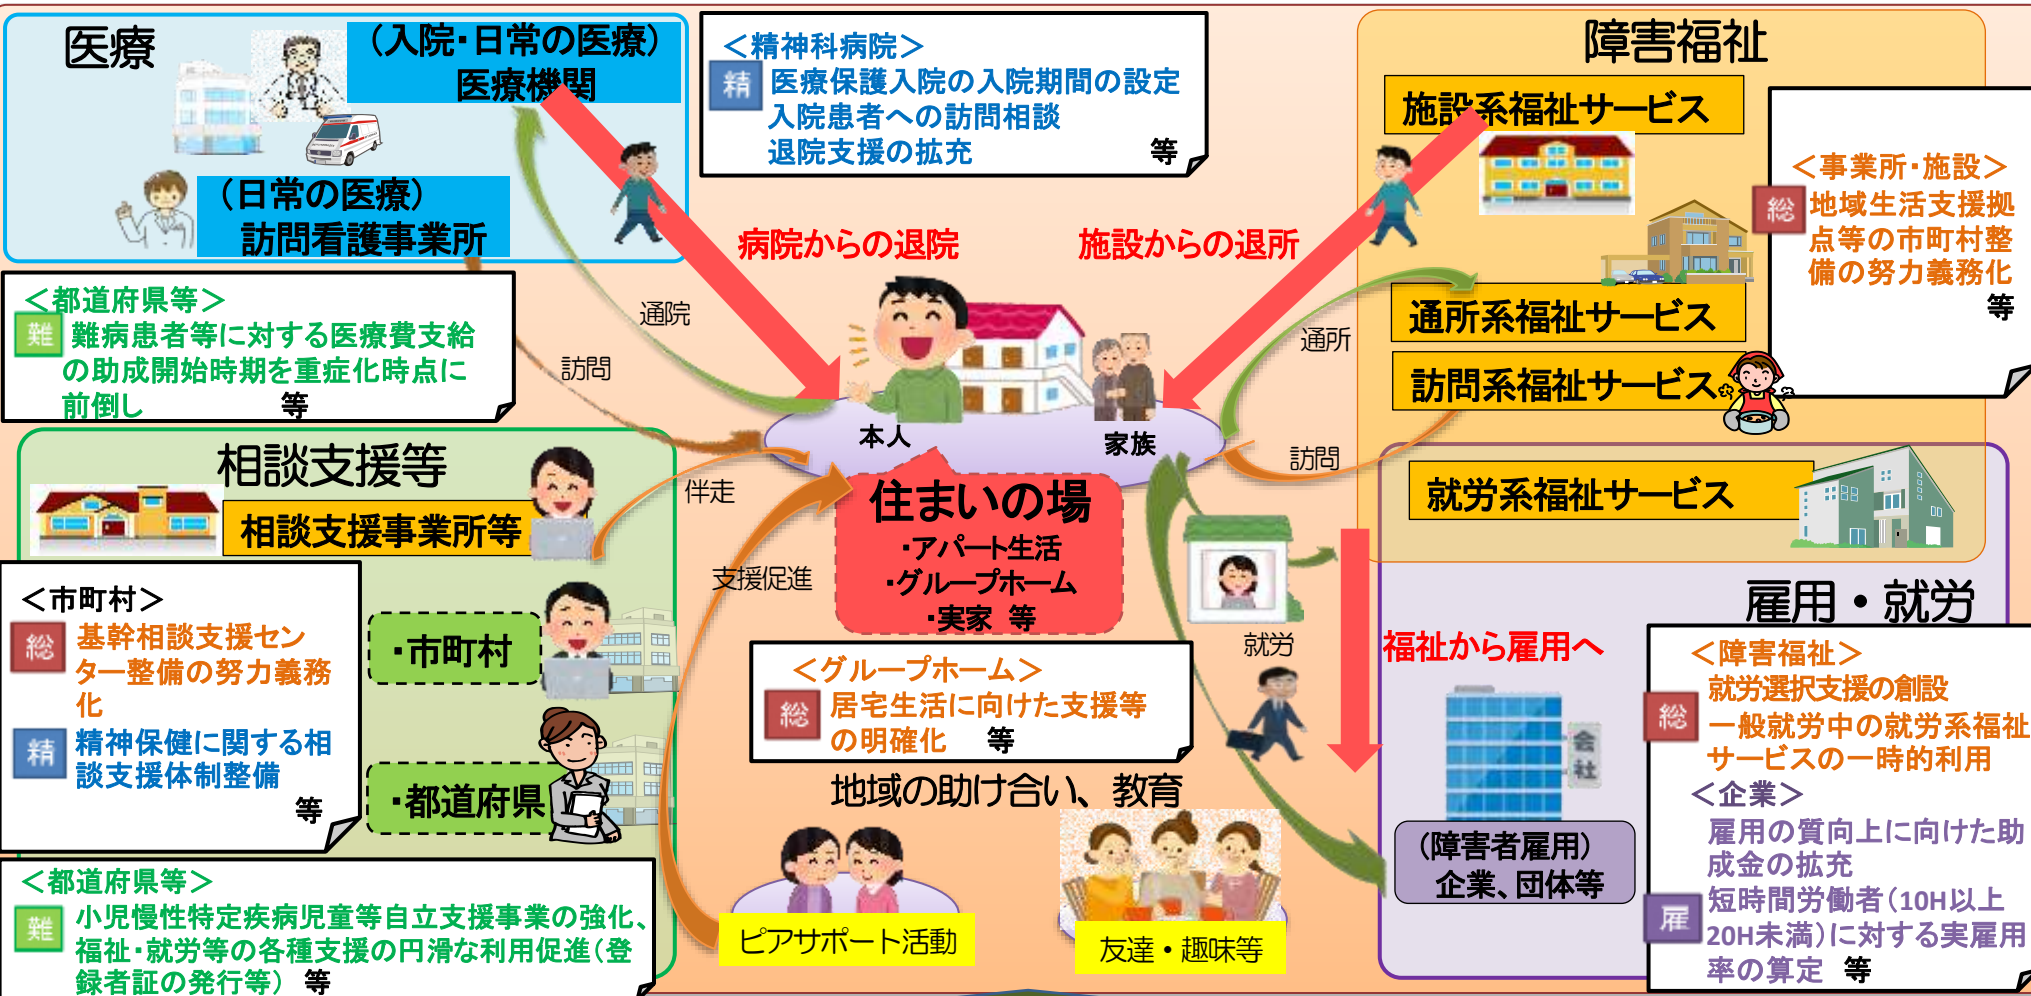 医療
（入院・日常の医療）
医療機関
（日常の医療）
訪問看護事業所
＜精神科病院＞
精 医療保護入院の入院期間の設定
入院患者への訪問相談
退院支援の拡充 等
障害福祉
施設系福祉サービス
＜事業所・施設＞
総 地域生活支援拠
点等の市町村整
備の努力義務化
等
通所系福祉サービス
訪問系福祉サービス
就労系福祉サービス
病院からの退院
施設からの退所
＜都道府県等＞
難 難病患者等に対する医療費支給
の助成開始時期を重症化時点に
前倒し 等
通院
訪問
通所
訪問
本人
家族
住まいの場
・アパート生活
・グループホーム
・実家 等
伴走
支援促進
就労
相談支援等
相談支援事業所等
・市町村
・都道府県
＜市町村＞
総 基幹相談支援セン
ター整備の努力義務
化
精 精神保健に関する相
談支援体制整備
等
＜都道府県等＞
難 小児慢性特定疾病児童等自立支援事業の強化、
福祉・就労等の各種支援の円滑な利用促進（登
録者証の発行等） 等
＜グループホーム＞
総 居宅生活に向けた支援等
の明確化 等
地域の助け合い、教育
ピアサポート活動
友達・趣味等
福祉から雇用へ
雇用・就労
会社
（障害者雇用）
企業、団体等
＜障害福祉＞
就労選択支援の創設
総 一般就労中の就労系福祉
サービスの一時的利用
＜企業＞
雇用の質向上に向けた助
成金の拡充
雇 短時間労働者（10H以上
20H未満）に対する実雇用
率の算定 等